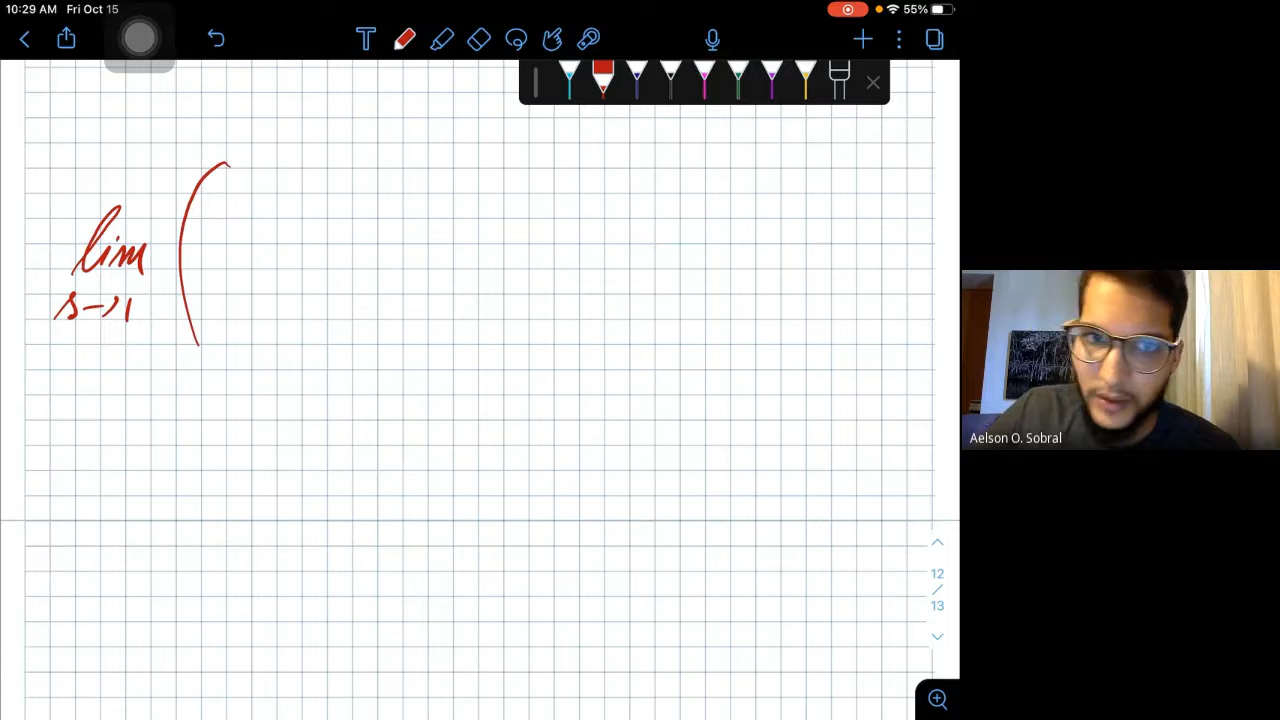 10:29 AM Fri Oct 15
55%
T
lim (
s→1
Aelson O. Sobral
12
/
13